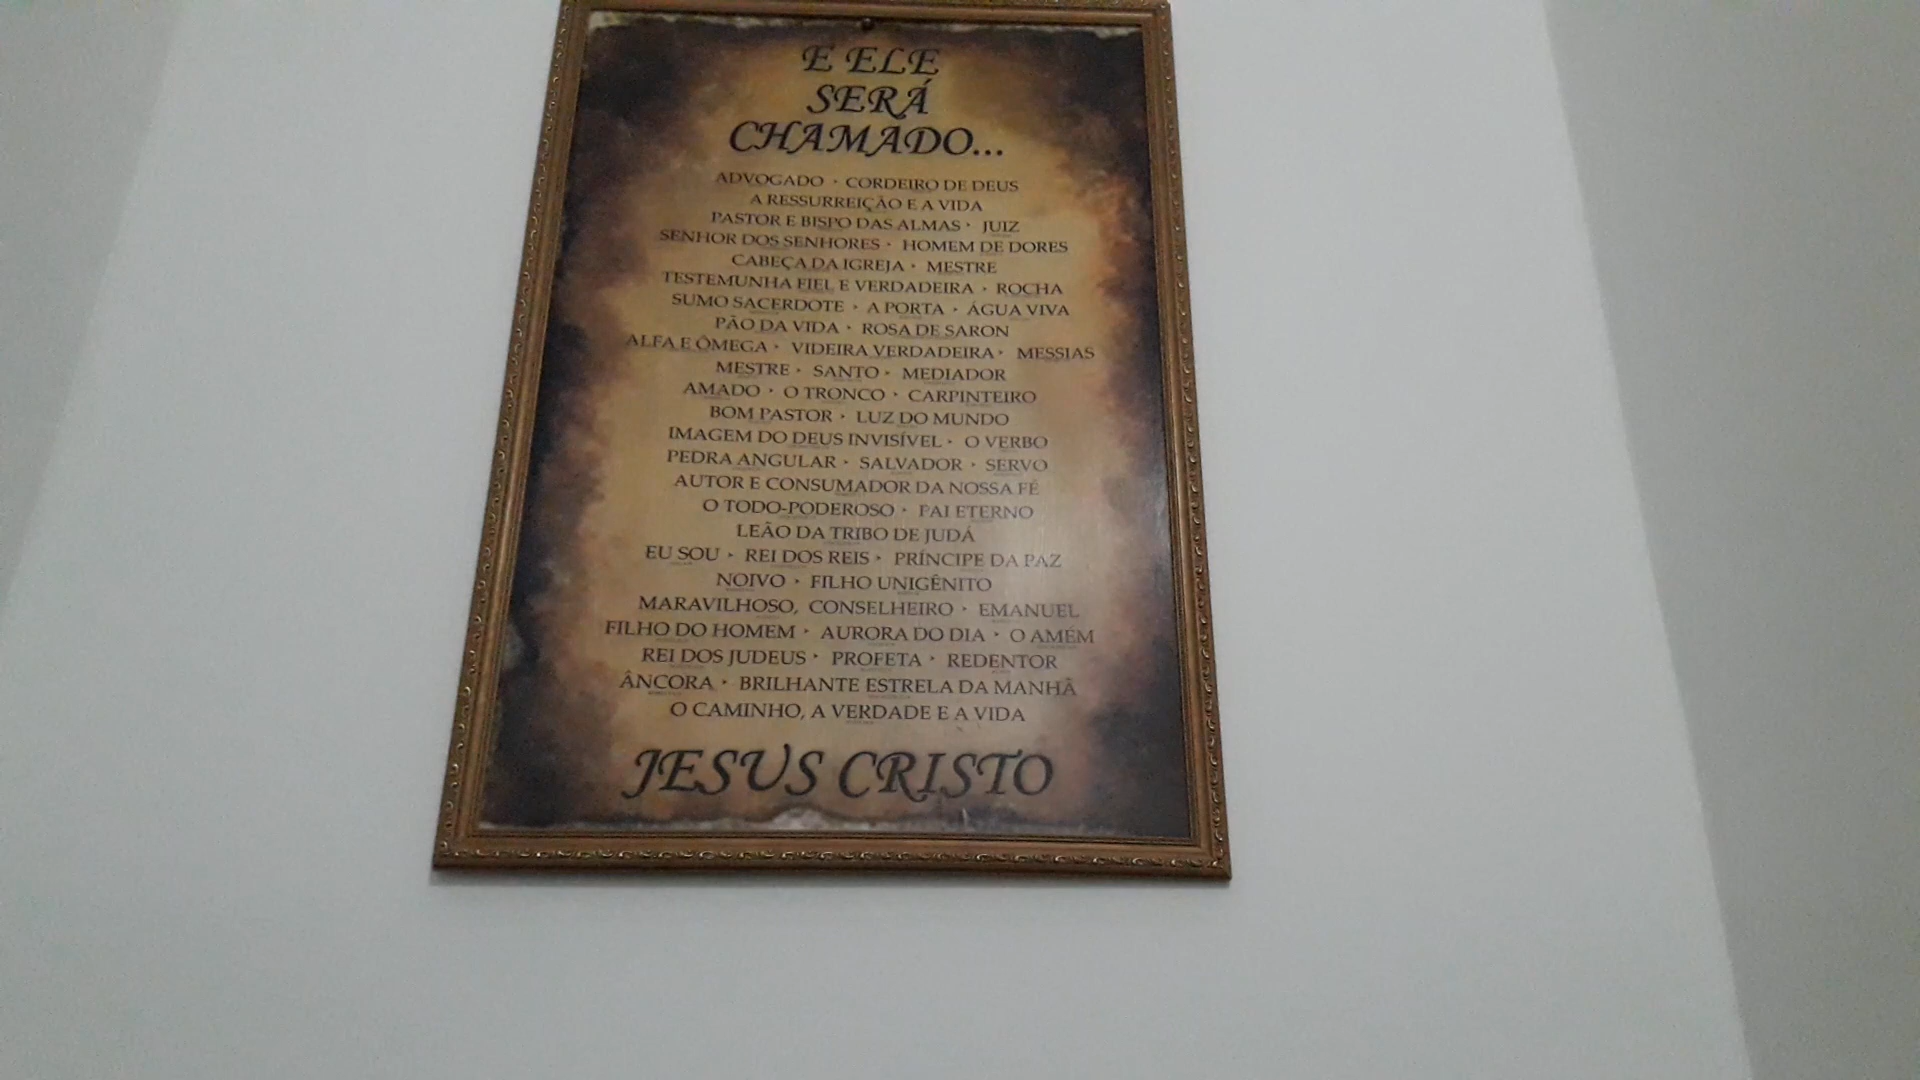 E ELE
SERÁ
CHAMADO...
ADVOGADO · CORDEIRO DE DEUS
A RESSURREIÇÃO E A VIDA
PASTOR E BISPO DAS ALMAS · JUIZ
SENHOR DOS SENHORES · HOMEM DE DORES
CABEÇA DA IGREJA · MESTRE
TESTEMUNHA FIEL E VERDADEIRA · ROCHA
SUMO SACERDOTE · A PORTA · ÁGUA VIVA
PÃO DA VIDA · ROSA DE SARON
ALFA E ÔMEGA · VIDEIRA VERDADEIRA · MESSIAS
MESTRE · SANTO · MEDIADOR
AMADO · O TRONCO · CARPINTEIRO
BOM PASTOR · LUZ DO MUNDO
IMAGEM DO DEUS INVISÍVEL · O VERBO
PEDRA ANGULAR · SALVADOR · SERVO
AUTOR E CONSUMADOR DA NOSSA FÉ
O TODO-PODEROSO · PAI ETERNO
LEÃO DA TRIBO DE JUDÁ
EU SOU · REI DOS REIS · PRÍNCIPE DA PAZ
NOIVO · FILHO UNIGÊNITO
MARAVILHOSO, CONSELHEIRO · EMANUEL
FILHO DO HOMEM · AURORA DO DIA · O AMÉM
REI DOS JUDEUS · PROFETA · REDENTOR
ÂNCORA · BRILHANTE ESTRELA DA MANHÃ
O CAMINHO, A VERDADE E A VIDA
JESUS CRISTO